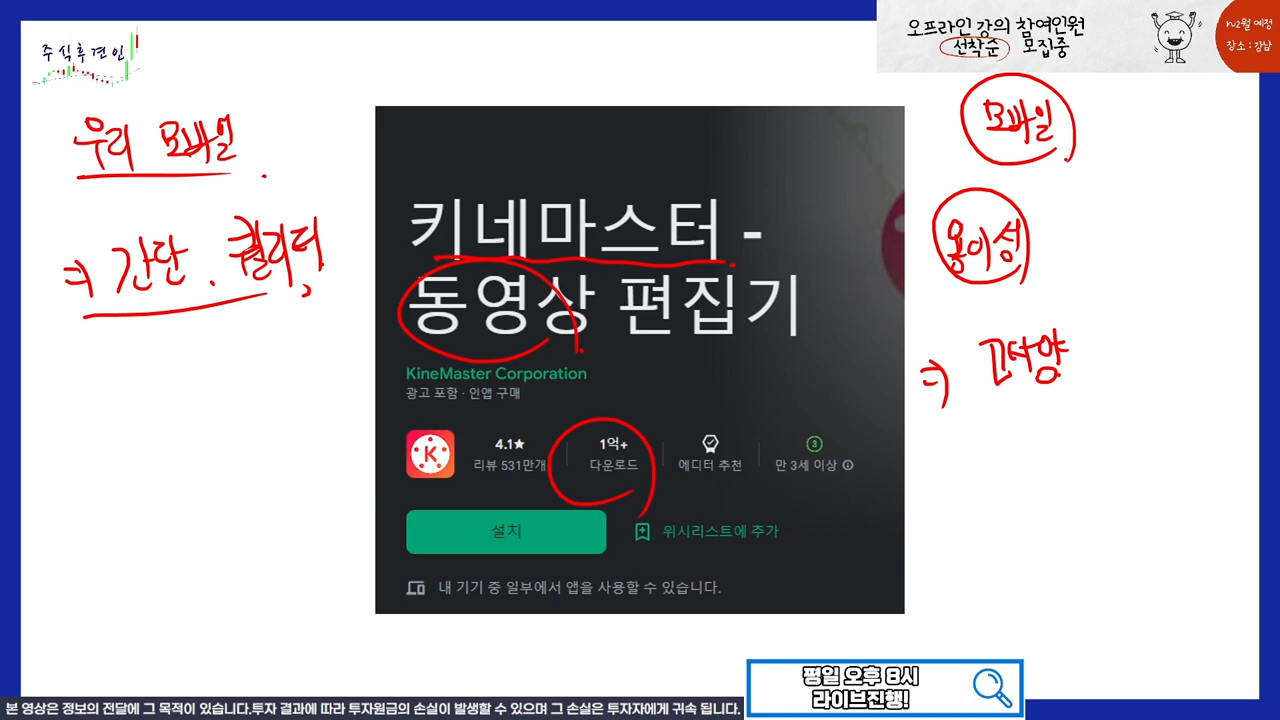 주식후견인
오프라인 강의 참여인원
선착순 모집중
12월 예정
장소 : 강남
우리 모바일
⇒ 간단. 퀄리티
모바일
용이성
⇒ 고사양
키네마스터 -
동영상 편집기
KineMaster Corporation
광고 포함 · 인앱 구매
K
4.1★
리뷰 531만개
1억+
다운로드
에디터 추천
3
만 3세 이상
설치
위시리스트에 추가
내 기기 중 일부에서 앱을 사용할 수 있습니다.
평일 오후 8시
라이브진행!
본 영상은 정보의 전달에 그 목적이 있습니다.투자 결과에 따라 투자원금의 손실이 발생할 수 있으며 그 손실은 투자자에게 귀속 됩니다.